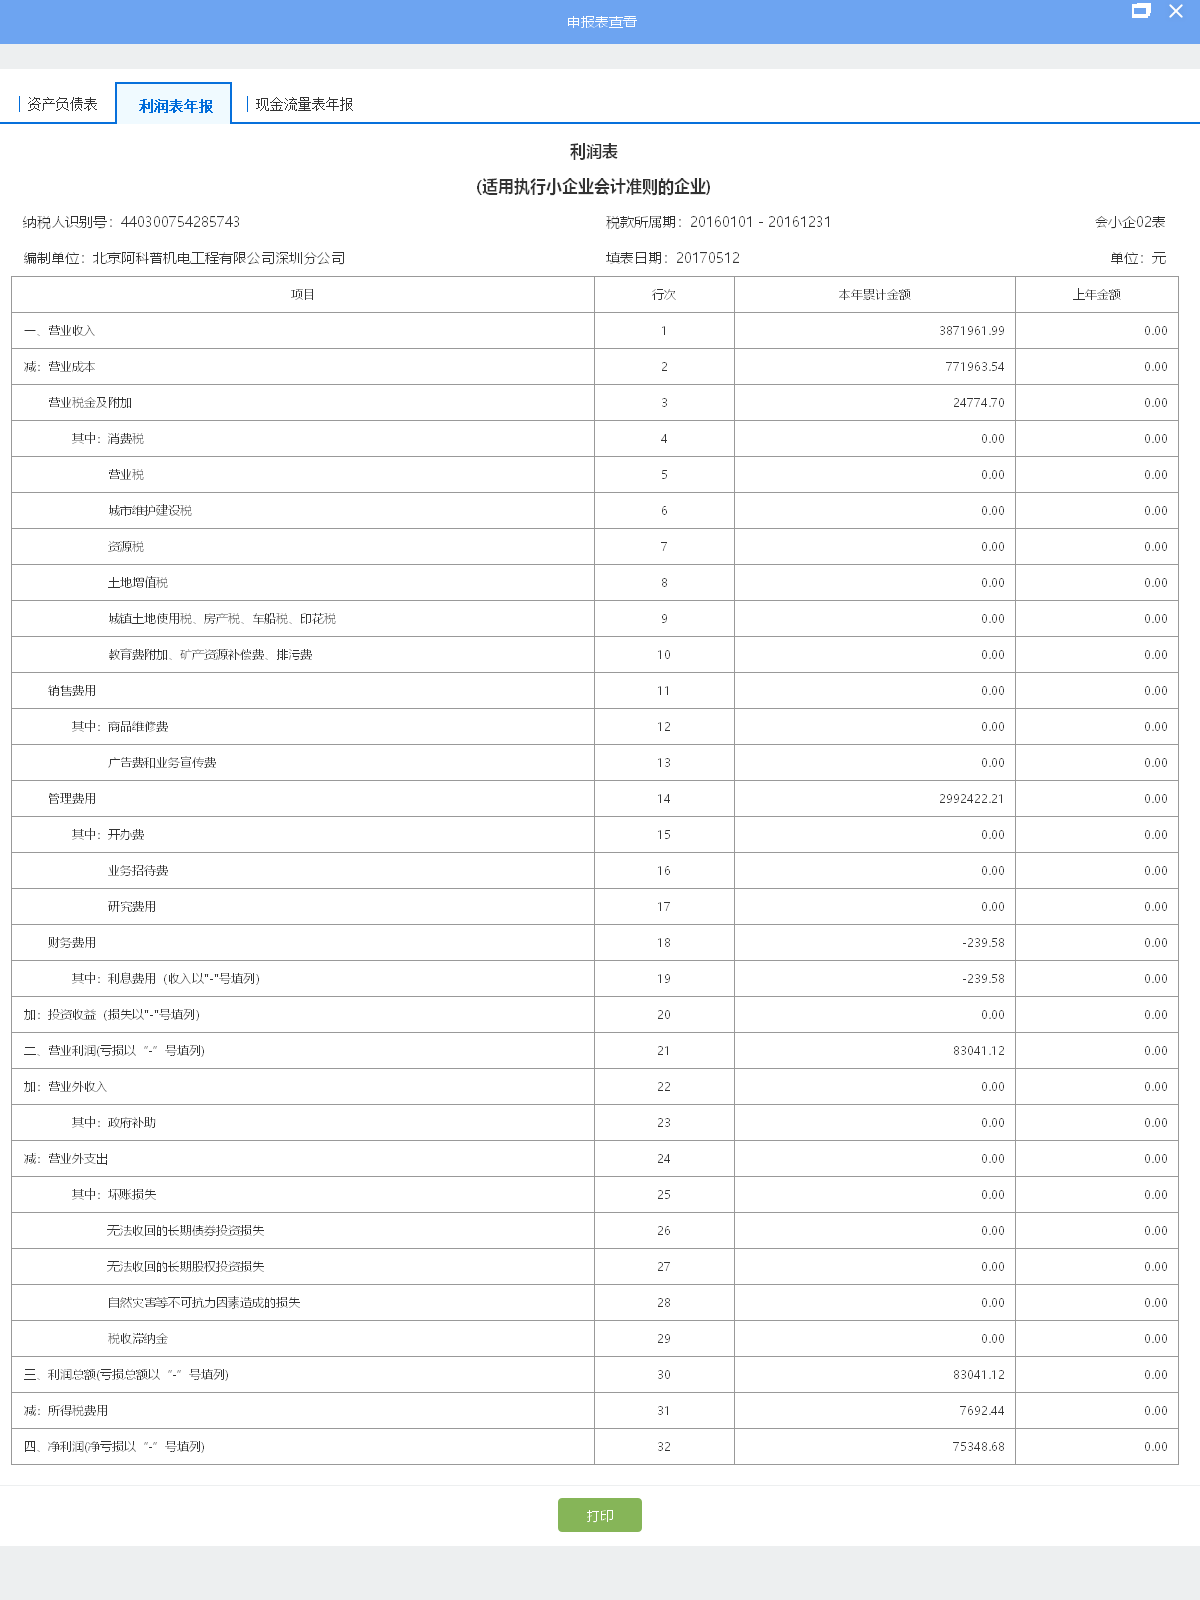 申报表查看
资产负债表 利润表年报 现金流量表年报
利润表
(适用执行小企业会计准则的企业)
纳税人识别号：440300754285743 税款所属期：20160101 - 20161231 会小企02表
编制单位：北京阿科普机电工程有限公司深圳分公司 填表日期：20170512 单位：元
项目 行次 本年累计金额 上年金额
一、营业收入 1 3871961.99 0.00
减：营业成本 2 771963.54 0.00
营业税金及附加 3 24774.70 0.00
其中：消费税 4 0.00 0.00
营业税 5 0.00 0.00
城市维护建设税 6 0.00 0.00
资源税 7 0.00 0.00
土地增值税 8 0.00 0.00
城镇土地使用税、房产税、车船税、印花税 9 0.00 0.00
教育费附加、矿产资源补偿费、排污费 10 0.00 0.00
销售费用 11 0.00 0.00
其中：商品维修费 12 0.00 0.00
广告费和业务宣传费 13 0.00 0.00
管理费用 14 2992422.21 0.00
其中：开办费 15 0.00 0.00
业务招待费 16 0.00 0.00
研究费用 17 0.00 0.00
财务费用 18 -239.58 0.00
其中：利息费用（收入以"-"号填列） 19 -239.58 0.00
加：投资收益（损失以"-"号填列） 20 0.00 0.00
二、营业利润(亏损以“-”号填列) 21 83041.12 0.00
加：营业外收入 22 0.00 0.00
其中：政府补助 23 0.00 0.00
减：营业外支出 24 0.00 0.00
其中：坏账损失 25 0.00 0.00
无法收回的长期债券投资损失 26 0.00 0.00
无法收回的长期股权投资损失 27 0.00 0.00
自然灾害等不可抗力因素造成的损失 28 0.00 0.00
税收滞纳金 29 0.00 0.00
三、利润总额(亏损总额以“-”号填列) 30 83041.12 0.00
减：所得税费用 31 7692.44 0.00
四、净利润(净亏损以“-”号填列) 32 75348.68 0.00
打印